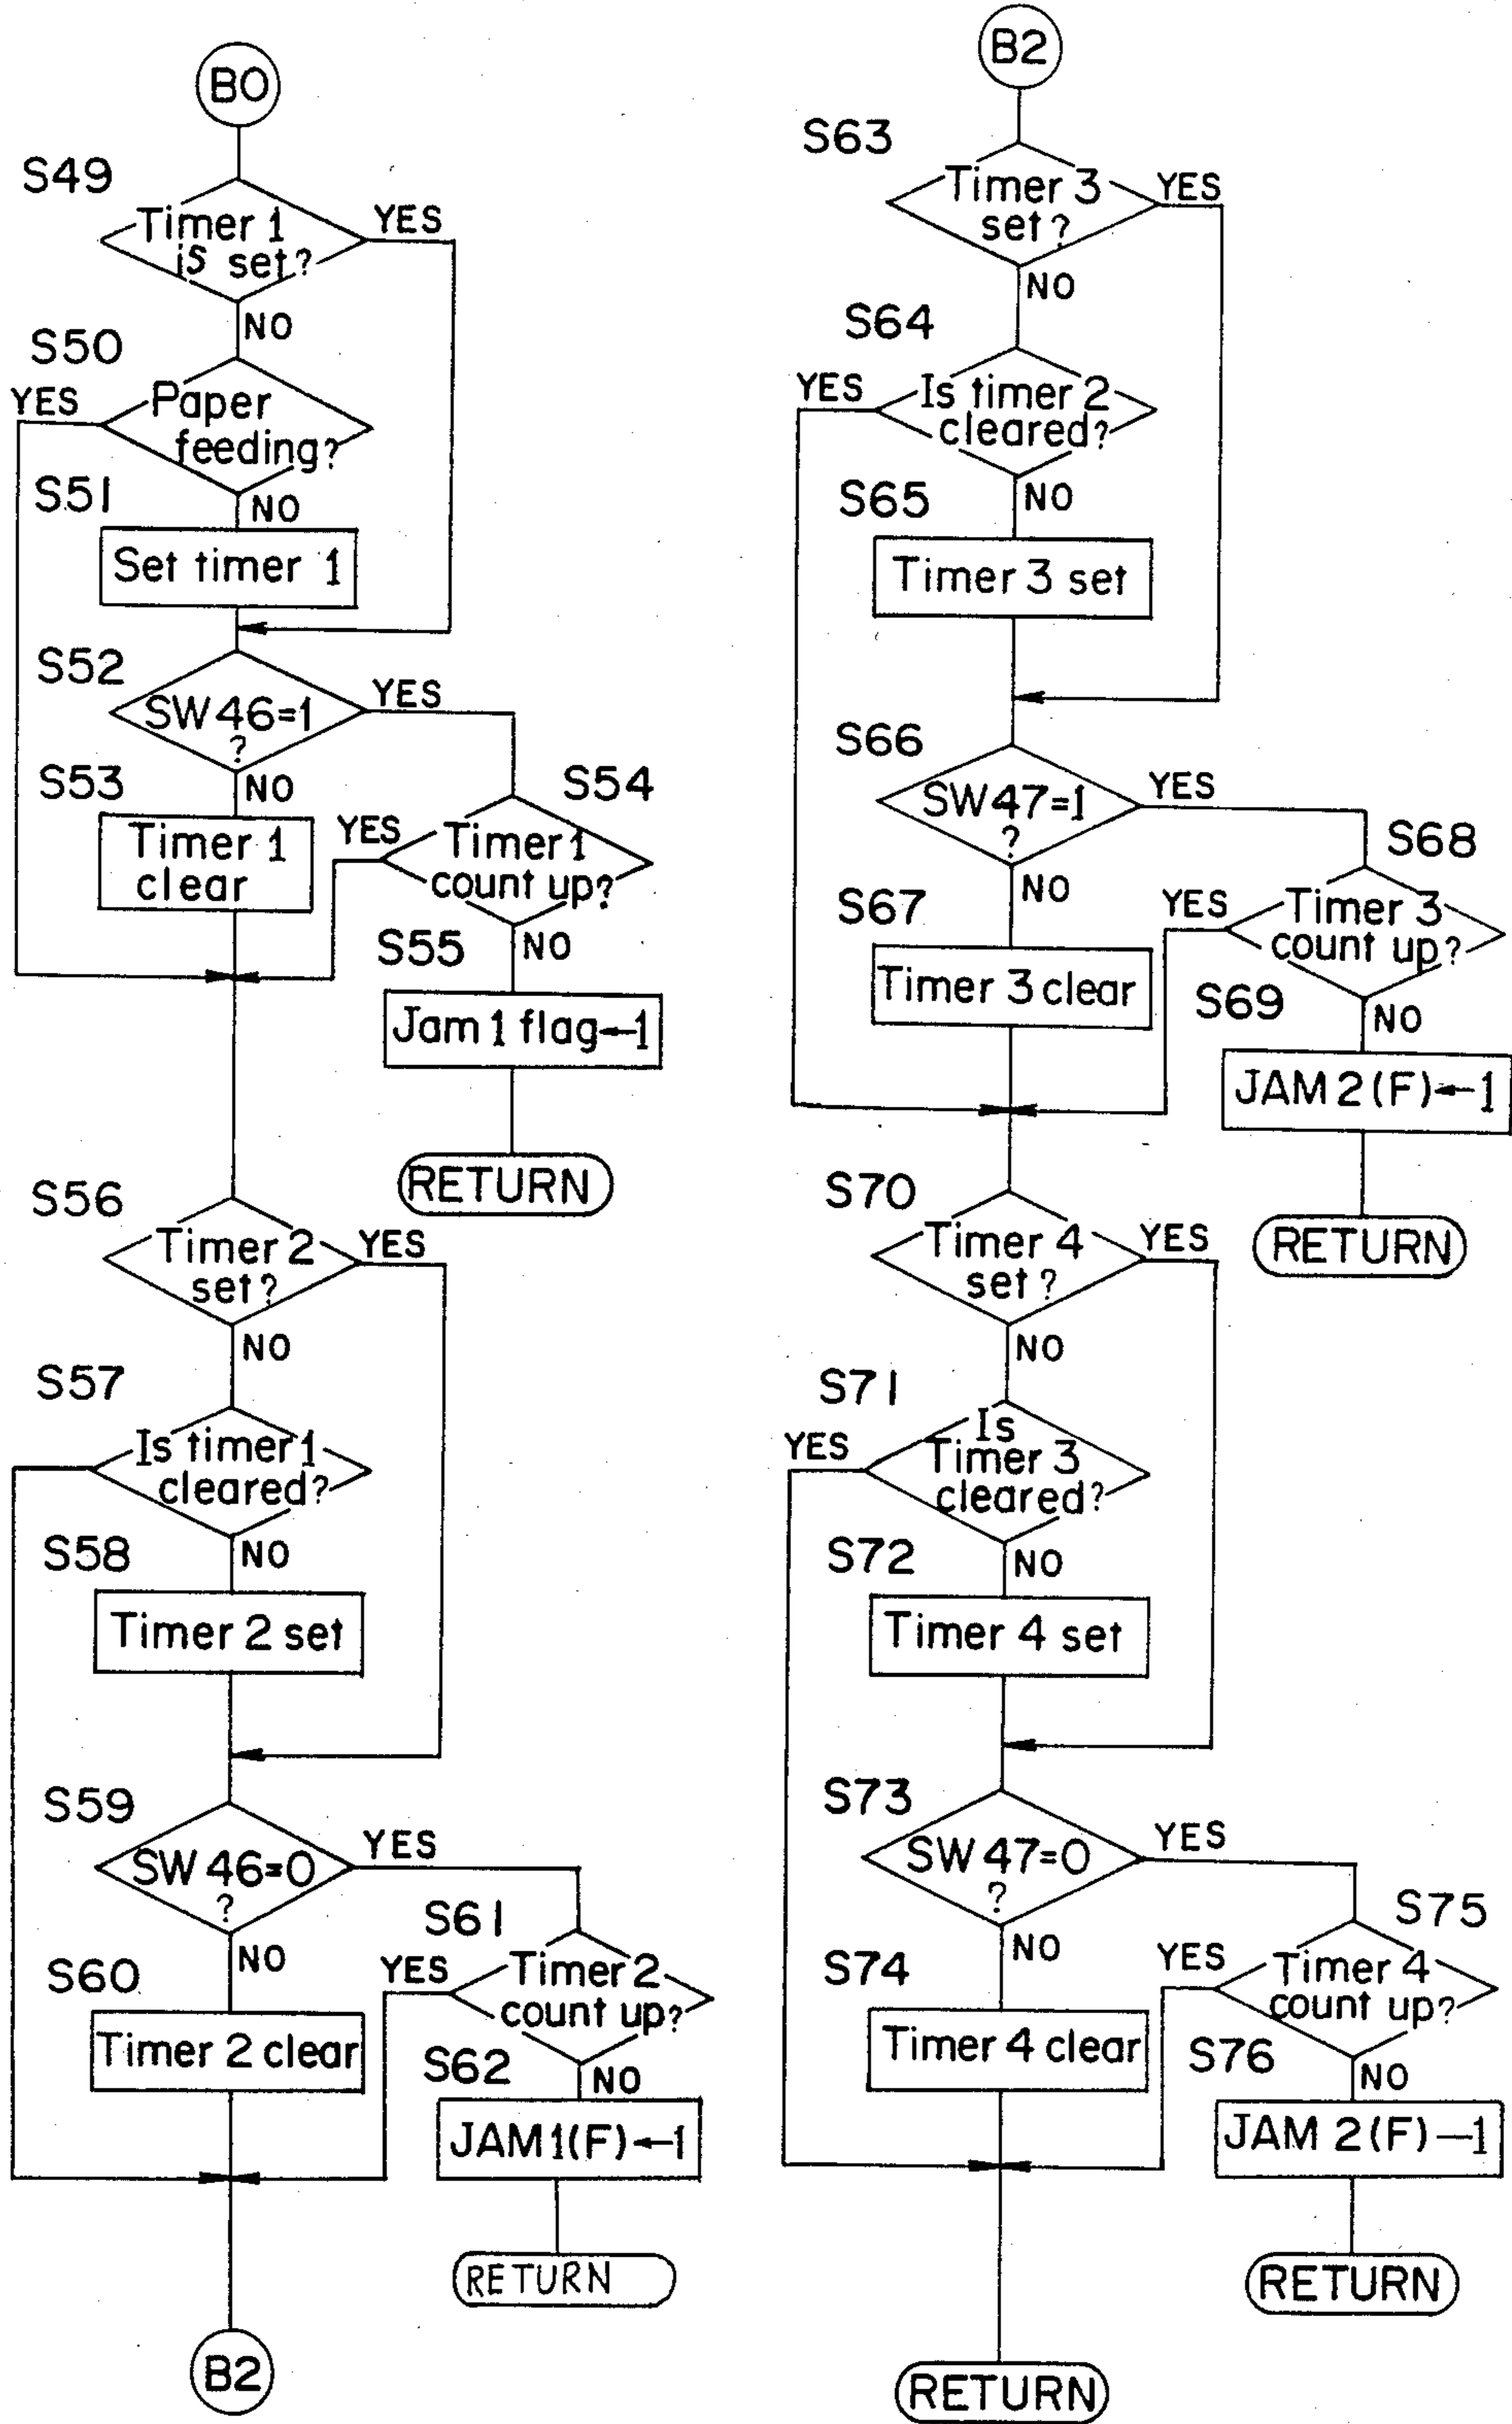 B0
S49
Timer 1
is set?
YES
NO
S50
YES
Paper
feeding?
NO
S51
Set timer 1
S52
SW46=1
?
YES
NO
S53
Timer 1
clear
S54
YES
Timer 1
count up?
NO
S55
Jam 1 flag←1
RETURN
S56
Timer 2
set?
YES
NO
S57
YES
Is timer 1
cleared?
NO
S58
Timer 2 set
S59
SW46=0
?
YES
NO
S60
Timer 2 clear
S61
YES
Timer 2
count up?
NO
S62
JAM1(F)←1
RETURN
B2
B2
S63
Timer 3
set?
YES
NO
S64
YES
Is timer 2
cleared?
NO
S65
Timer 3 set
S66
SW47=1
?
YES
NO
S67
Timer 3 clear
S68
YES
Timer 3
count up?
NO
S69
JAM 2(F)←1
RETURN
S70
Timer 4
set?
YES
NO
S71
YES
Is
Timer 3
cleared?
NO
S72
Timer 4 set
S73
SW47=0
?
YES
NO
S74
Timer 4 clear
S75
YES
Timer 4
count up?
NO
S76
JAM 2(F)—1
RETURN
RETURN